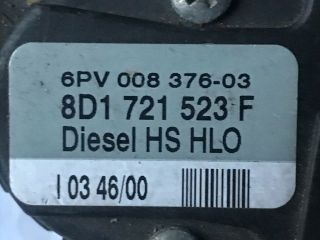 6PV 008 376-03
8D1 721 523 F
Diesel HS HLO
I 03 46/00